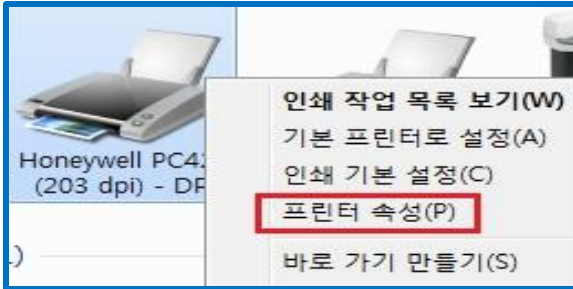 Honeywell PC4
(203 dpi) - DP
인쇄 작업 목록 보기(W)
기본 프린터로 설정(A)
인쇄 기본 설정(C)
프린터 속성(P)
바로 가기 만들기(S)